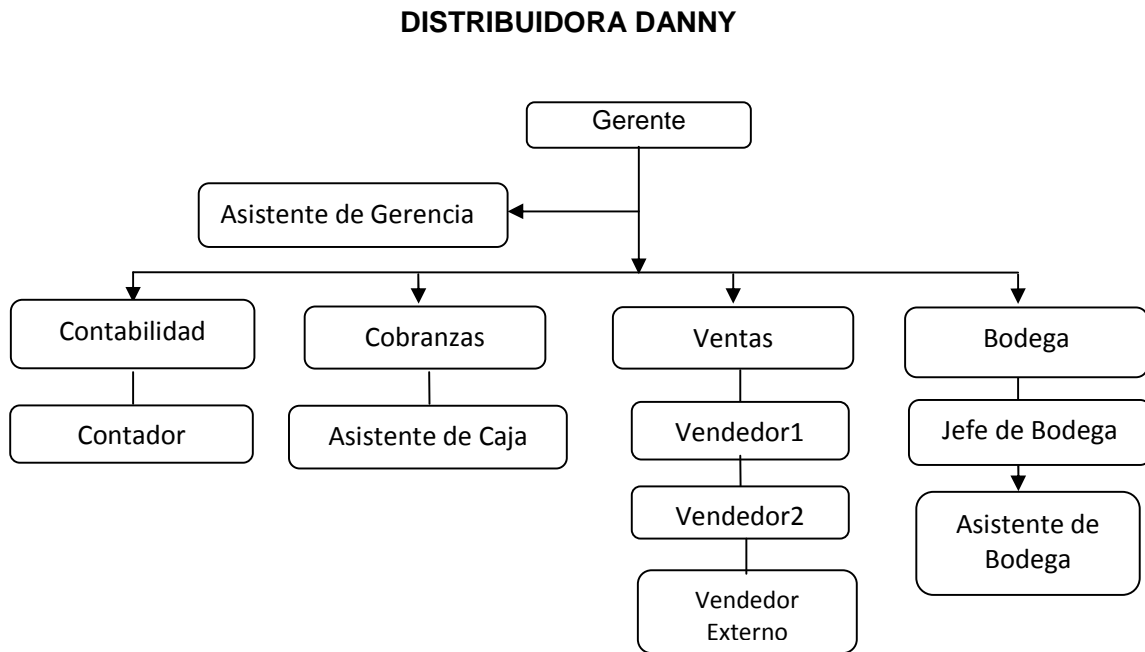 DISTRIBUIDORA DANNY
Gerente
Asistente de Gerencia
Contabilidad
Cobranzas
Ventas
Bodega
Contador
Asistente de Caja
Vendedor1
Jefe de Bodega
Vendedor2
Asistente de
Bodega
Vendedor
Externo